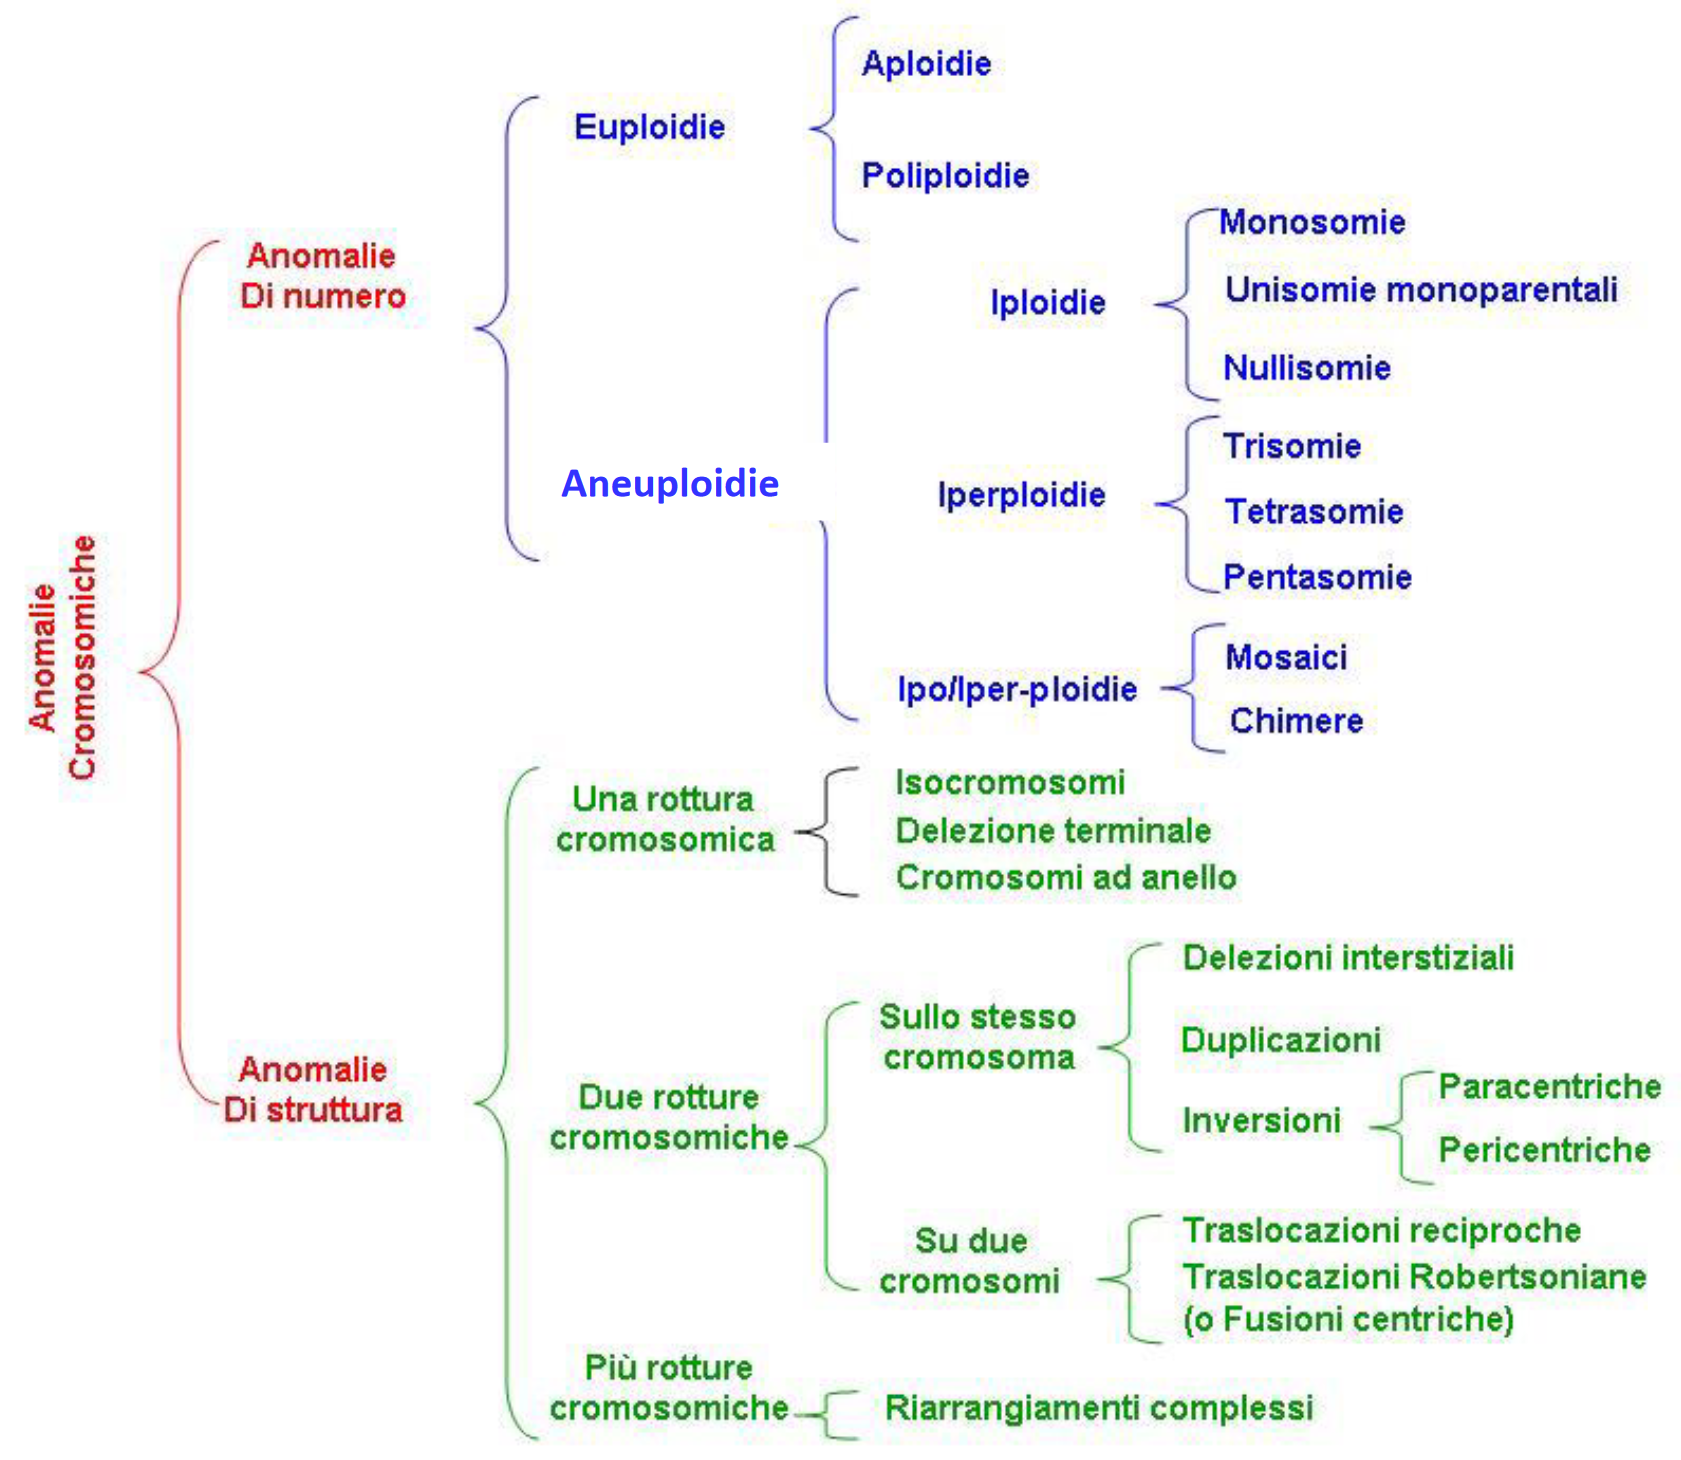 Anomalie
Cromosomiche
Anomalie
Di numero
Euploidie
Aploidie
Poliploidie
Aneuploidie
Iploidie
Monosomie
Unisomie monoparentali
Nullisomie
Iperploidie
Trisomie
Tetrasomie
Pentasomie
Ipo/Iper-ploidie
Mosaici
Chimere
Anomalie
Di struttura
Una rottura
cromosomica
Isocromosomi
Delezione terminale
Cromosomi ad anello
Due rotture
cromosomiche
Sullo stesso
cromosoma
Delezioni interstiziali
Duplicazioni
Inversioni
Paracentriche
Pericentriche
Su due
cromosomi
Traslocazioni reciproche
Traslocazioni Robertsoniane
(o Fusioni centriche)
Più rotture
cromosomiche
Riarrangiamenti complessi